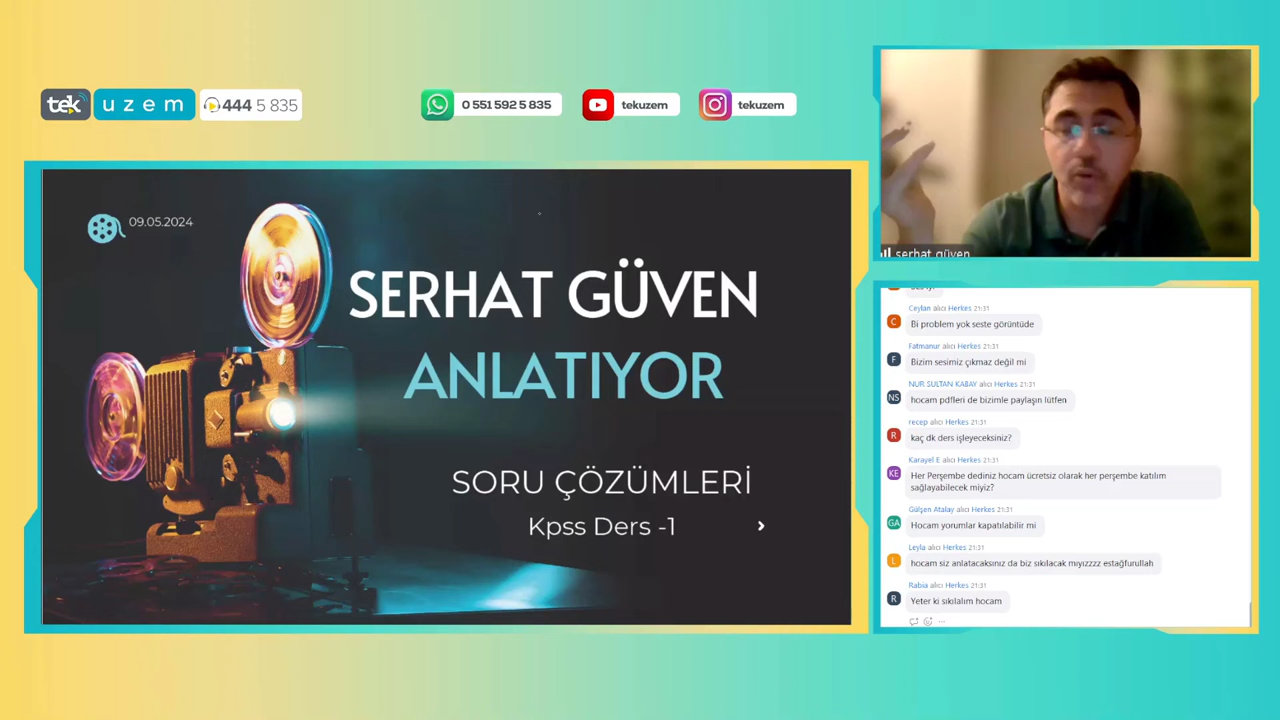 tek uzem 444 5 835
0 551 592 5 835
tekuzem
tekuzem
09.05.2024
SERHAT GÜVEN
ANLATIYOR
SORU ÇÖZÜMLERİ
Kpss Ders -1
serhat güven
Ceylan alıcı Herkes 21:31
C
Bi problem yok seste görüntüde
Fatmanur alıcı Herkes 21:31
F
Bizim sesimiz çıkmaz değil mi
NUR SULTAN KABAY alıcı Herkes 21:31
NS
hocam pdfleri de bizimle paylaşın lütfen
recep alıcı Herkes 21:31
R
kaç dk ders işleyeceksiniz?
Karayel E alıcı Herkes 21:31
KE
Her Perşembe dediniz hocam ücretsiz olarak her perşembe katılım
sağlayabilecek miyiz?
Gülşen Atalay alıcı Herkes 21:31
GA
Hocam yorumlar kapatılabilir mi
Leyla alıcı Herkes 21:31
L
hocam siz anlatacaksınız da biz sıkılacak mıyızzzz estağfurullah
Rabia alıcı Herkes 21:31
R
Yeter ki sıkılalım hocam